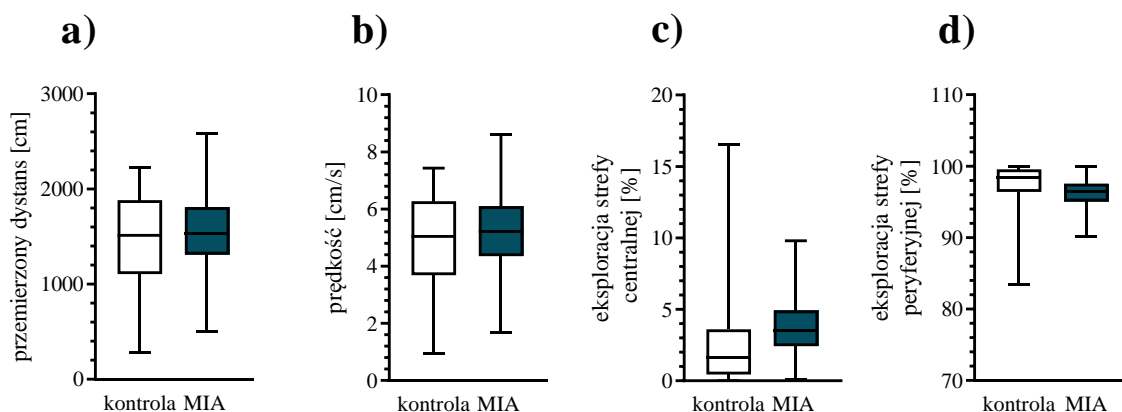 a)
b)
c)
d)
przemierzony dystans [cm]
3000
2000
1000
0
kontrola MIA
prędkość [cm/s]
10
8
6
4
2
0
kontrola MIA
eksploracja strefy
centralnej [%]
20
15
10
5
0
kontrola MIA
eksploracja strefy
peryferyjnej [%]
110
100
90
80
70
kontrola MIA